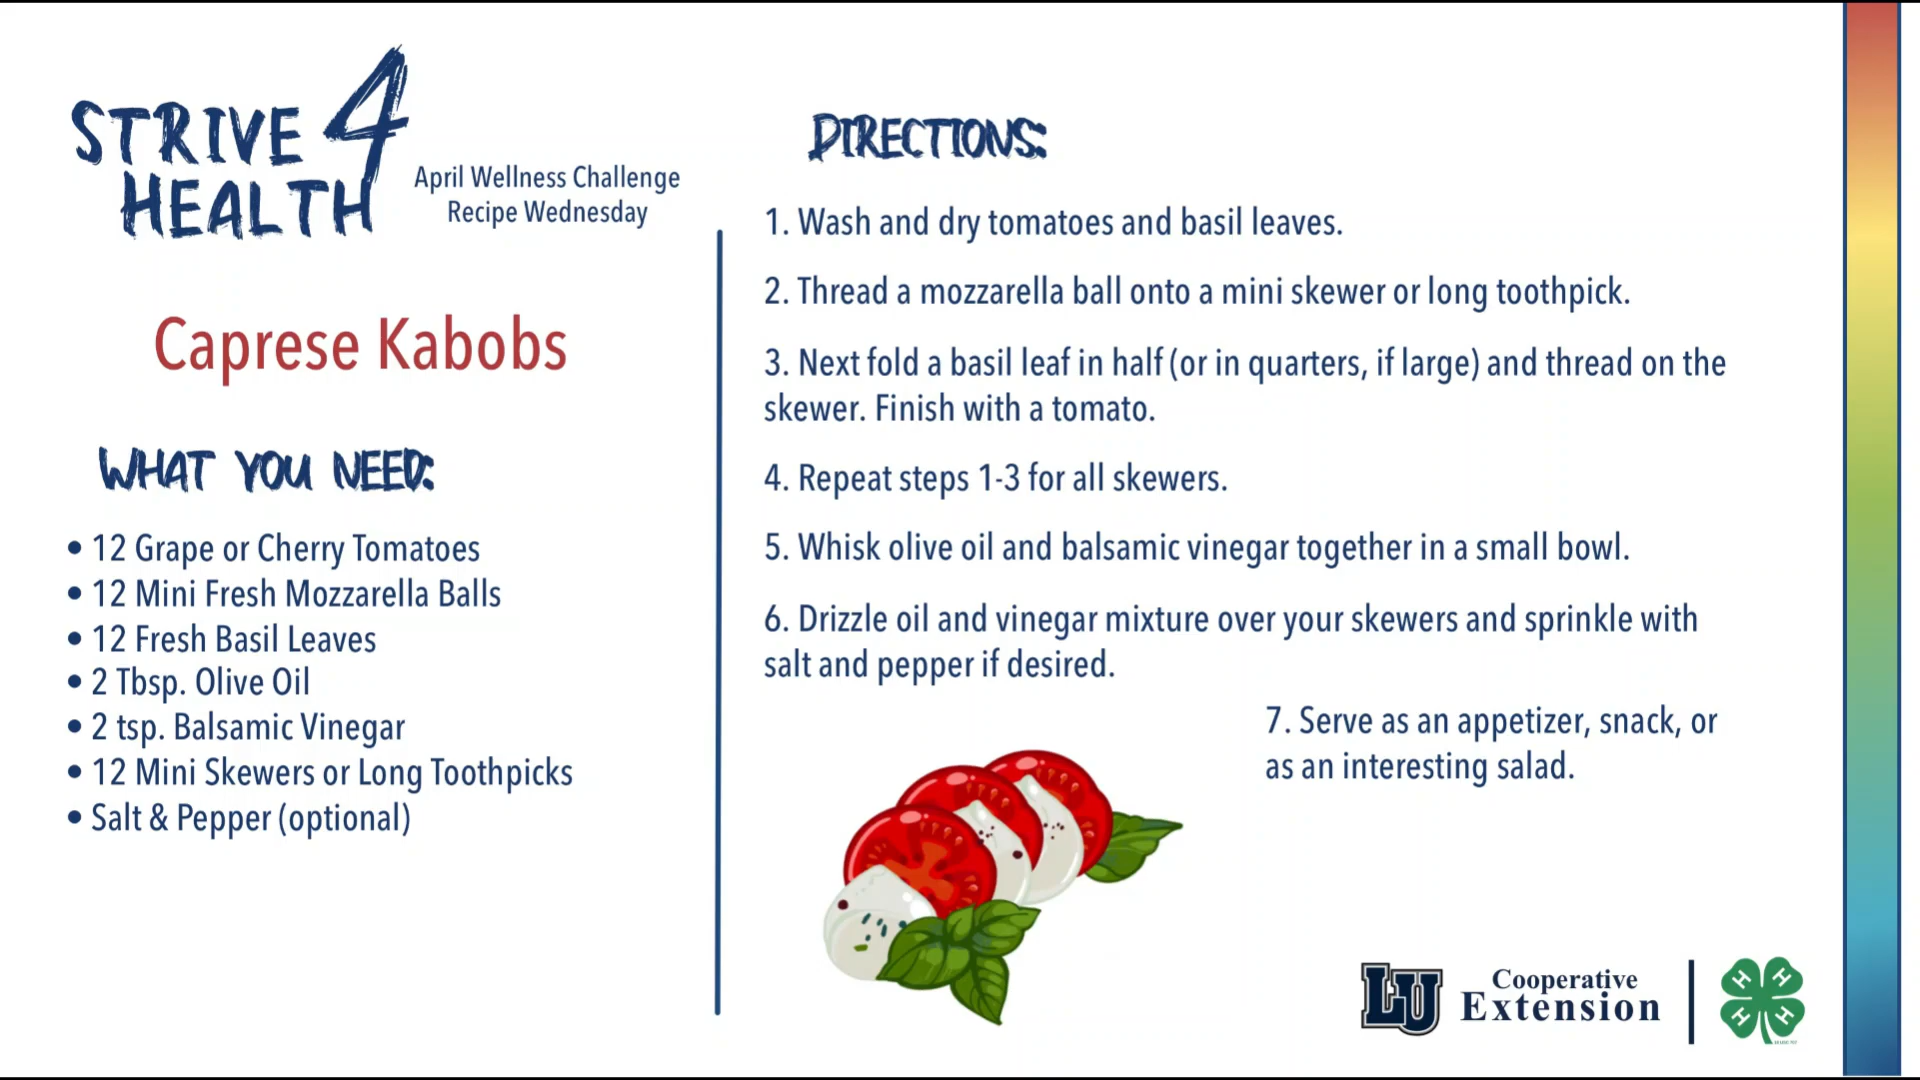 STRIVE 4
HEALTH
April Wellness Challenge
Recipe Wednesday
Caprese Kabobs
WHAT YOU NEED:
• 12 Grape or Cherry Tomatoes
• 12 Mini Fresh Mozzarella Balls
• 12 Fresh Basil Leaves
• 2 Tbsp. Olive Oil
• 2 tsp. Balsamic Vinegar
• 12 Mini Skewers or Long Toothpicks
• Salt & Pepper (optional)
DIRECTIONS:
1. Wash and dry tomatoes and basil leaves.
2. Thread a mozzarella ball onto a mini skewer or long toothpick.
3. Next fold a basil leaf in half (or in quarters, if large) and thread on the
skewer. Finish with a tomato.
4. Repeat steps 1-3 for all skewers.
5. Whisk olive oil and balsamic vinegar together in a small bowl.
6. Drizzle oil and vinegar mixture over your skewers and sprinkle with
salt and pepper if desired.
7. Serve as an appetizer, snack, or
as an interesting salad.
LU
Cooperative
Extension
H H
H H